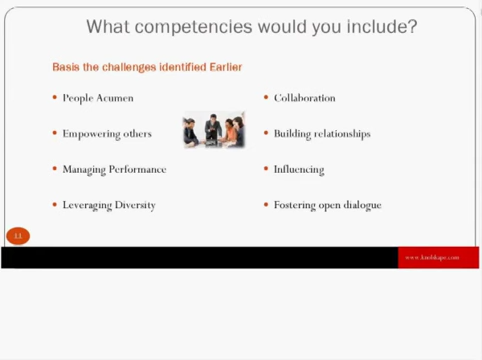 What competencies would you include?
Basis the challenges identified Earlier
People Acumen
Empowering others
Managing Performance
Leveraging Diversity
Collaboration
Building relationships
Influencing
Fostering open dialogue
www.knolskape.com